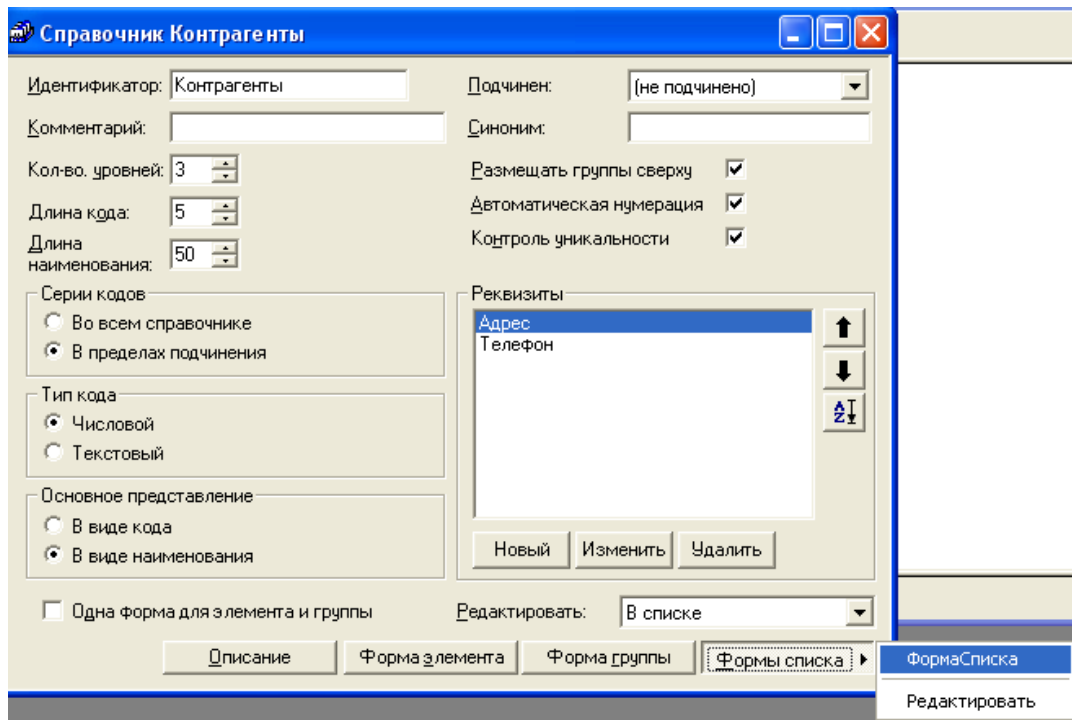 Справочник Контрагенты
Идентификатор: Контрагенты
Подчинен: (не подчинено)
Комментарий:
Синоним:
Кол-во. уровней: 3
Размещать группы сверху
Длина кода: 5
Автоматическая нумерация
Длина
наименования: 50
Контроль уникальности
Серии кодов
Во всем справочнике
В пределах подчинения
Тип кода
Числовой
Текстовый
Основное представление
В виде кода
В виде наименования
Реквизиты
Адрес
Телефон
AZ
Новый Изменить Удалить
Одна форма для элемента и группы
Редактировать: В списке
Описание Форма элемента Форма группы Формы списка
ФормаСписка
Редактировать